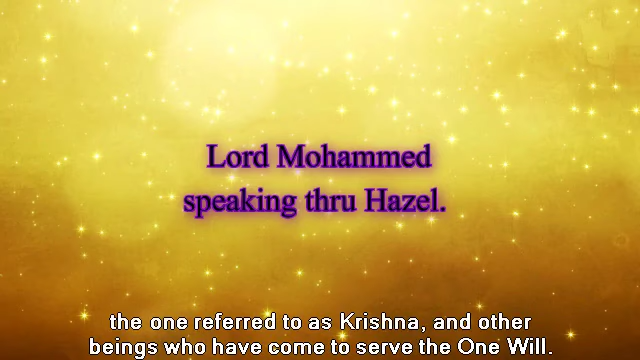 Lord Mohammed
speaking thru Hazel.
the one referred to as Krishna, and other
beings who have come to serve the One Will.